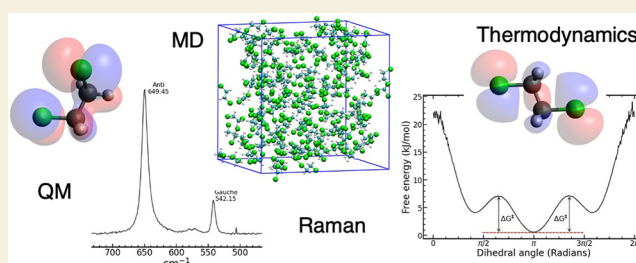 MD
Thermodynamics
Anti
649.45
QM
Gauche
542.15
Raman
700 650 600 550 500
cm⁻¹
Free energy (kJ/mol)
25
20
15
10
5
0
ΔG‡ ΔG‡
0 π/2 π 3π/2
Dihedral angle (Radians)